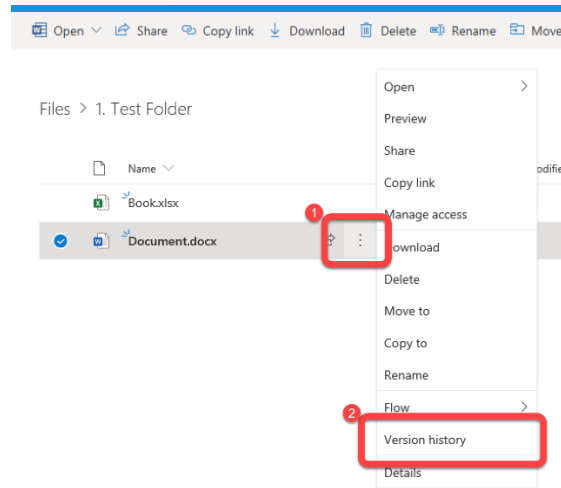 Open Share Copy link Download Delete Rename Move
Files > 1. Test Folder
Name
Book.xlsx
1
Document.docx
Open
Preview
Share
Copy link
Manage access
Download
Delete
Move to
Copy to
Rename
2
Flow
Version history
Details